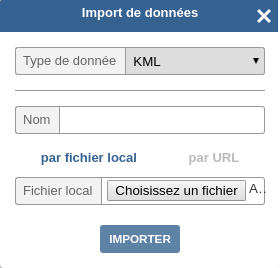 Import de données
Type de donnée KML
Nom
par fichier local par URL
Fichier local Choisissez un fichier A...
IMPORTER